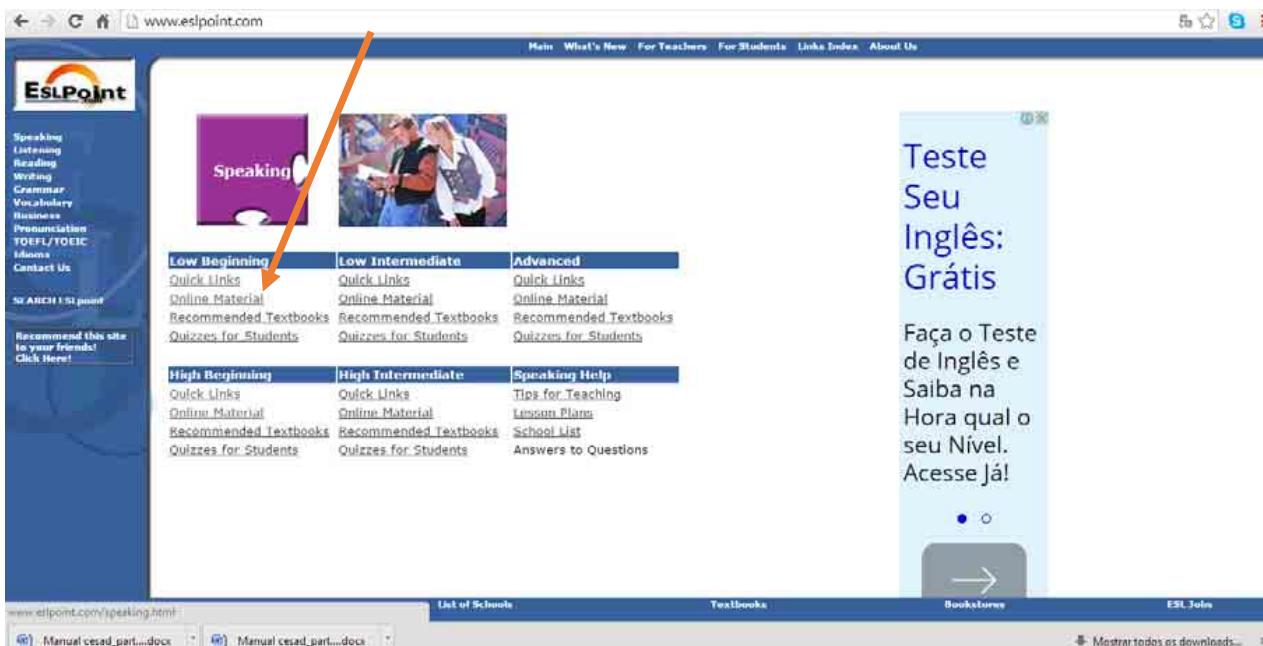 www.eslpoint.com
Main What's New For Teachers For Students Links Index About Us
ESLPoint
.com
Speaking
Listening
Reading
Writing
Grammar
Vocabulary
Business
Pronunciation
TOEFL/TOEIC
Idioms
Contact Us
SEARCH ESLpoint
Recommend this site
to your friends!
Click Here!
Speaking
Low Beginning Low Intermediate Advanced
Quick Links Quick Links Quick Links
Online Material Online Material Online Material
Recommended Textbooks Recommended Textbooks Recommended Textbooks
Quizzes for Students Quizzes for Students Quizzes for Students
High Beginning High Intermediate Speaking Help
Quick Links Quick Links Tips for Teaching
Online Material Online Material Lesson Plans
Recommended Textbooks Recommended Textbooks School List
Quizzes for Students Quizzes for Students Answers to Questions
Teste
Seu
Inglês:
Grátis
Faça o Teste
de Inglês e
Saiba na
Hora qual o
seu Nível.
Acesse Já!
www.eslpoint.com/speaking.html
List of Schools Textbooks Bookstores ESL Jobs
Manual cesad_part....docx Manual cesad_part....docx Mostrar todos os downloads...